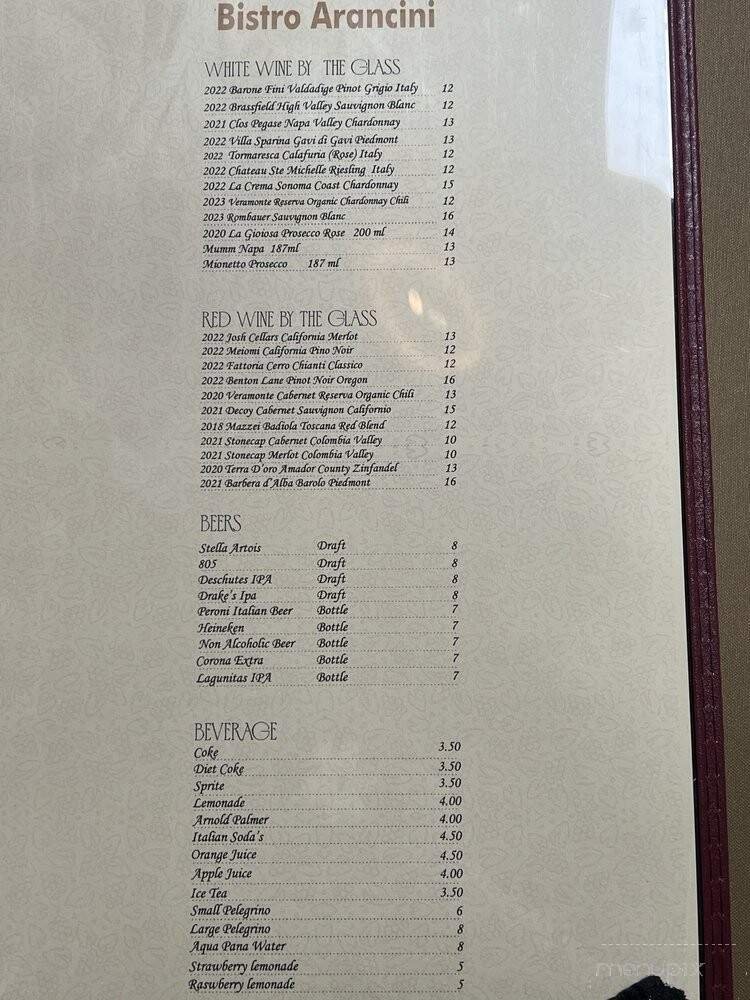 Bistro Arancini
WHITE WINE BY THE GLASS
2022 Barone Fini Valdadige Pinot Grigio Italy 12
2022 Brassfield High Valley Sauvignon Blanc 12
2021 Clos Pegase Napa Valley Chardonnay 13
2022 Villa Sparina Gavi di Gavi Piedmont 13
2022 Tormaresca Calafuria (Rose) Italy 12
2022 Chateau Ste Michelle Riesling Italy 12
2022 La Crema Sonoma Coast Chardonnay 15
2023 Veramonte Reserva Organic Chardonnay Chili 12
2023 Rombauer Sauvignon Blanc 16
2020 La Gioiosa Prosecco Rose 200 ml 14
Mumm Napa 187ml 13
Mionetto Prosecco 187 ml 13
RED WINE BY THE GLASS
2022 Josh Cellars California Merlot 13
2022 Meiomi California Pino Noir 12
2022 Fattoria Cerro Chianti Classico 12
2022 Benton Lane Pinot Noir Oregon 16
2020 Veramonte Cabernet Reserva Organic Chili 13
2021 Decoy Cabernet Sauvignon Californio 15
2018 Mazzei Badiola Toscana Red Blend 12
2021 Stonecap Cabernet Colombia Valley 10
2021 Stonecap Merlot Colombia Valley 10
2020 Terra D'oro Amador County Zinfandel 13
2021 Barbera d'Alba Barolo Piedmont 16
BEERS
Stella Artois Draft 8
805 Draft 8
Deschutes IPA Draft 8
Drake's Ipa Draft 8
Peroni Italian Beer Bottle 7
Heineken Bottle 7
Non Alcoholic Beer Bottle 7
Corona Extra Bottle 7
Lagunitas IPA Bottle 7
BEVERAGE
Coke 3.50
Diet Coke 3.50
Sprite 3.50
Lemonade 4.00
Arnold Palmer 4.00
Italian Soda's 4.50
Orange Juice 4.50
Apple Juice 4.00
Ice Tea 3.50
Small Pelegrino 6
Large Pelegrino 8
Aqua Pana Water 8
Strawberry lemonade 5
Raswberry lemonade 5
menupix